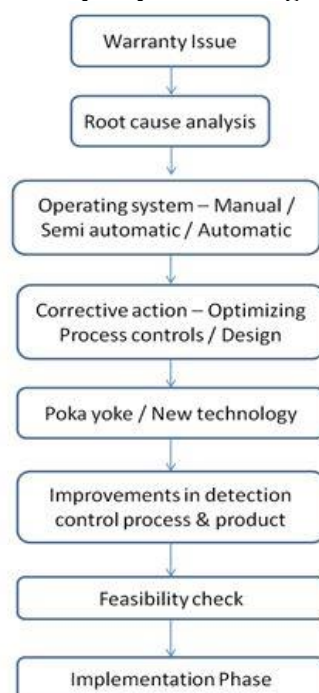 Warranty Issue
Root cause analysis
Operating system – Manual /
Semi automatic / Automatic
Corrective action – Optimizing
Process controls / Design
Poka yoke / New technology
Improvements in detection
control process & product
Feasibility check
Implementation Phase